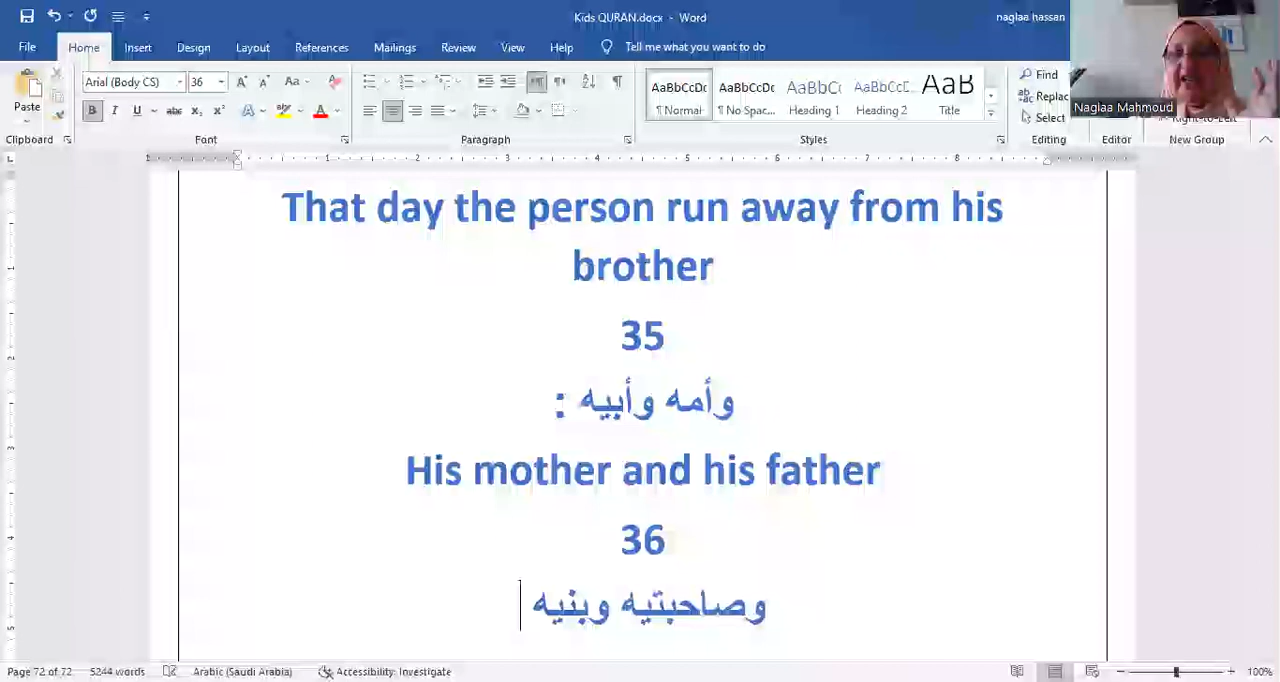 Kids QURAN.docx - Word
naglaa hassan
File Home Insert Design Layout References Mailings Review View Help Tell me what you want to do
Paste
Arial (Body CS) 36
AaBbCcDc AaBbCcDc AaBbCc AaBbCcC AaB
¶ Normal ¶ No Spac... Heading 1 Heading 2 Title
Find
Replac
Select
Naglaa Mahmoud
Clipboard Font Paragraph Styles Editing Editor New Group
That day the person run away from his
brother
35
وأمه وأبيه :
His mother and his father
36
وصاحبتيه وبنيه
Page 72 of 72 5244 words Arabic (Saudi Arabia) Accessibility: Investigate 100%